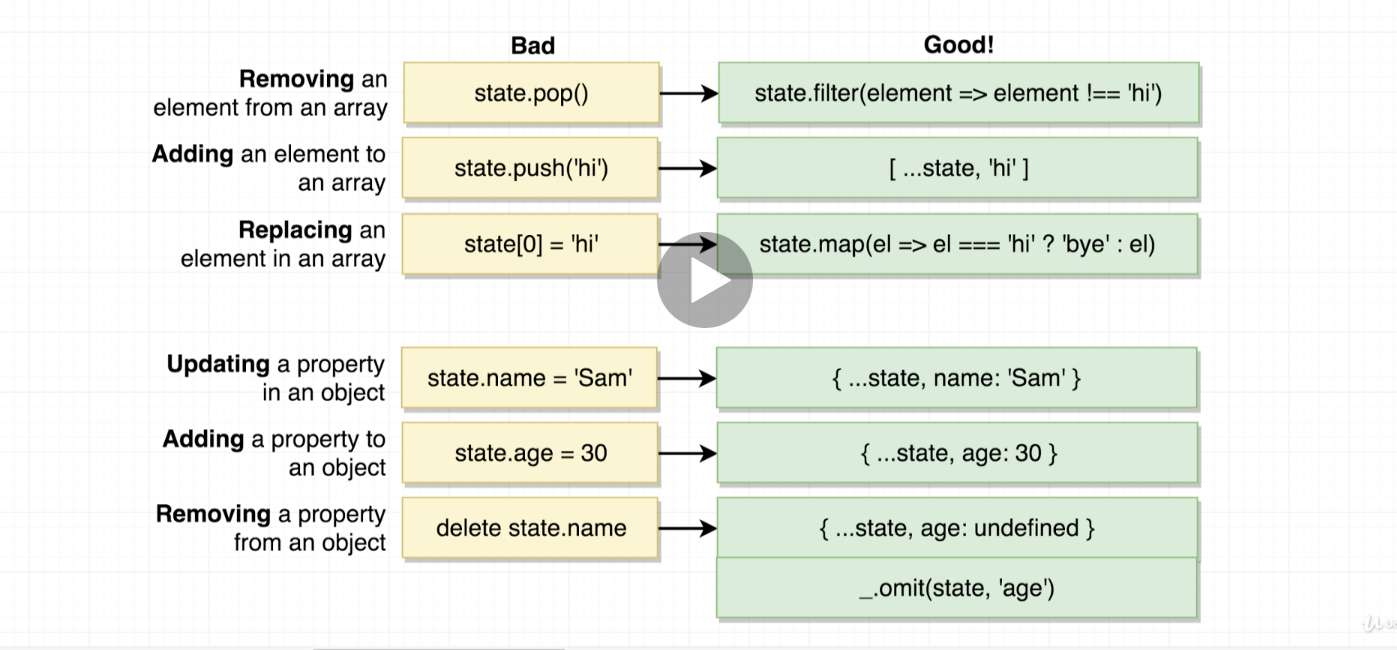 Bad
Good!
Removing an
element from an array
state.pop()
state.filter(element => element !== 'hi')
Adding an element to
an array
state.push('hi')
[ ...state, 'hi' ]
Replacing an
element in an array
state[0] = 'hi'
state.map(el => el === 'hi' ? 'bye' : el)
Updating a property
in an object
state.name = 'Sam'
{ ...state, name: 'Sam' }
Adding a property to
an object
state.age = 30
{ ...state, age: 30 }
Removing a property
from an object
delete state.name
{ ...state, age: undefined }
_.omit(state, 'age')